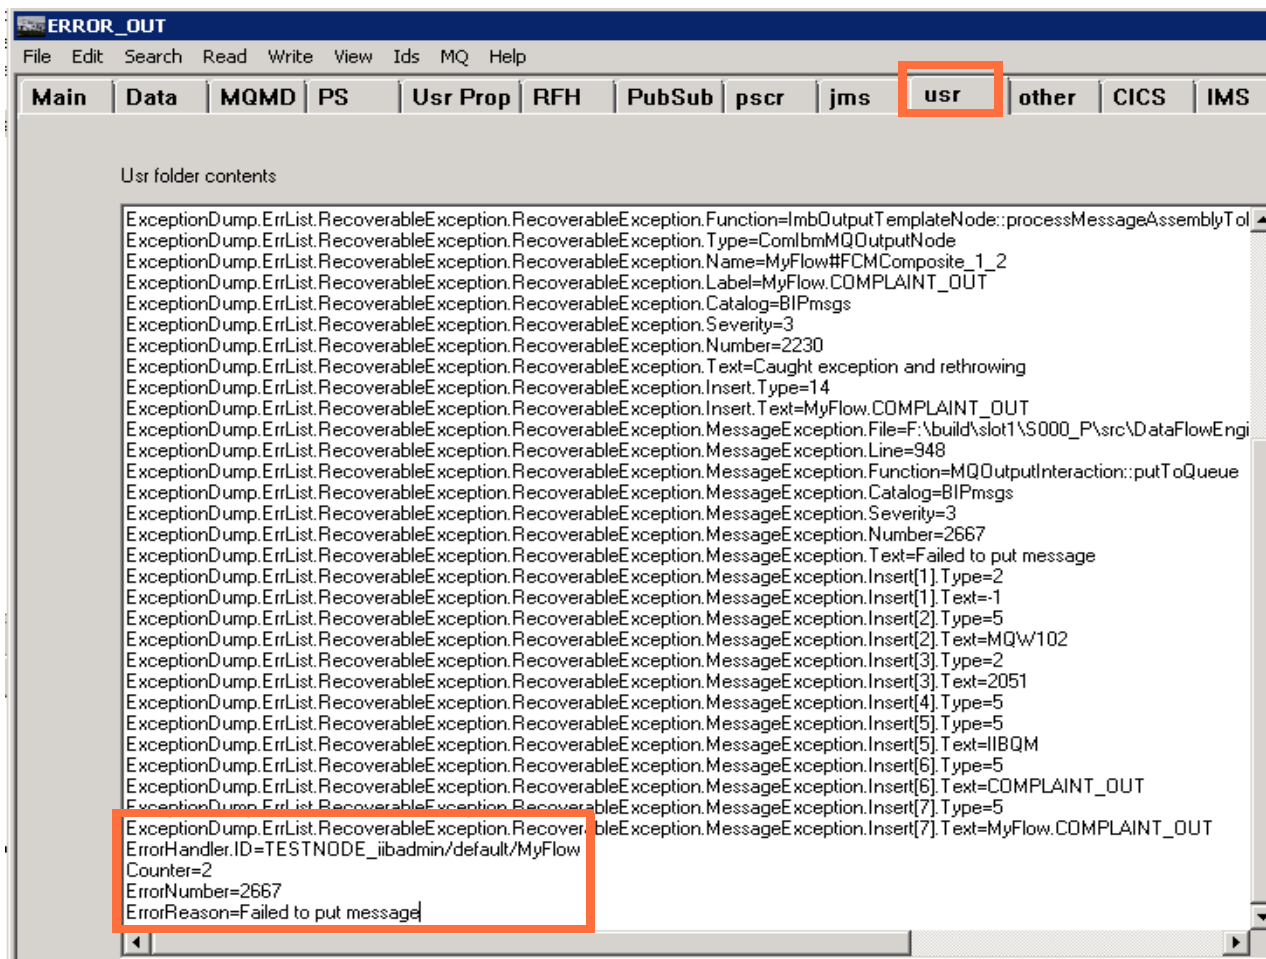 ERROR_OUT
File Edit Search Read Write View Ids MQ Help
Main Data MQMD PS Usr Prop RFH PubSub pscr jms usr other CICS IMS
Usr folder contents
ExceptionDump.ErrList.RecoverableException.RecoverableException.Function=ImbOutputTemplateNode::processMessageAssemblyTo
ExceptionDump.ErrList.RecoverableException.RecoverableException.Type=ComIbmMQOutputNode
ExceptionDump.ErrList.RecoverableException.RecoverableException.Name=MyFlow#FCMComposite_1_2
ExceptionDump.ErrList.RecoverableException.RecoverableException.Label=MyFlow.COMPLAINT_OUT
ExceptionDump.ErrList.RecoverableException.RecoverableException.Catalog=BIPmsgs
ExceptionDump.ErrList.RecoverableException.RecoverableException.Severity=3
ExceptionDump.ErrList.RecoverableException.RecoverableException.Number=2230
ExceptionDump.ErrList.RecoverableException.RecoverableException.Text=Caught exception and rethrowing
ExceptionDump.ErrList.RecoverableException.RecoverableException.Insert.Type=14
ExceptionDump.ErrList.RecoverableException.RecoverableException.Insert.Text=MyFlow.COMPLAINT_OUT
ExceptionDump.ErrList.RecoverableException.RecoverableException.MessageException.File=F:\build\slot1\S000_P\src\DataFlowEngi
ExceptionDump.ErrList.RecoverableException.RecoverableException.MessageException.Line=948
ExceptionDump.ErrList.RecoverableException.RecoverableException.MessageException.Function=MQOutputInteraction::putToQueue
ExceptionDump.ErrList.RecoverableException.RecoverableException.MessageException.Catalog=BIPmsgs
ExceptionDump.ErrList.RecoverableException.RecoverableException.MessageException.Severity=3
ExceptionDump.ErrList.RecoverableException.RecoverableException.MessageException.Number=2667
ExceptionDump.ErrList.RecoverableException.RecoverableException.MessageException.Text=Failed to put message
ExceptionDump.ErrList.RecoverableException.RecoverableException.MessageException.Insert[1].Type=2
ExceptionDump.ErrList.RecoverableException.RecoverableException.MessageException.Insert[1].Text=-1
ExceptionDump.ErrList.RecoverableException.RecoverableException.MessageException.Insert[2].Type=5
ExceptionDump.ErrList.RecoverableException.RecoverableException.MessageException.Insert[2].Text=MQW102
ExceptionDump.ErrList.RecoverableException.RecoverableException.MessageException.Insert[3].Type=2
ExceptionDump.ErrList.RecoverableException.RecoverableException.MessageException.Insert[3].Text=2051
ExceptionDump.ErrList.RecoverableException.RecoverableException.MessageException.Insert[4].Type=5
ExceptionDump.ErrList.RecoverableException.RecoverableException.MessageException.Insert[5].Type=5
ExceptionDump.ErrList.RecoverableException.RecoverableException.MessageException.Insert[5].Text=IIBQM
ExceptionDump.ErrList.RecoverableException.RecoverableException.MessageException.Insert[6].Type=5
ExceptionDump.ErrList.RecoverableException.RecoverableException.MessageException.Insert[6].Text=COMPLAINT_OUT
ExceptionDump.ErrList.RecoverableException.RecoverableException.MessageException.Insert[7].Type=5
ExceptionDump.ErrList.RecoverableException.RecoverableException.MessageException.Insert[7].Text=MyFlow.COMPLAINT_OUT
ErrorHandler.ID=TESTNODE_iibadmin/default/MyFlow
Counter=2
ErrorNumber=2667
ErrorReason=Failed to put message